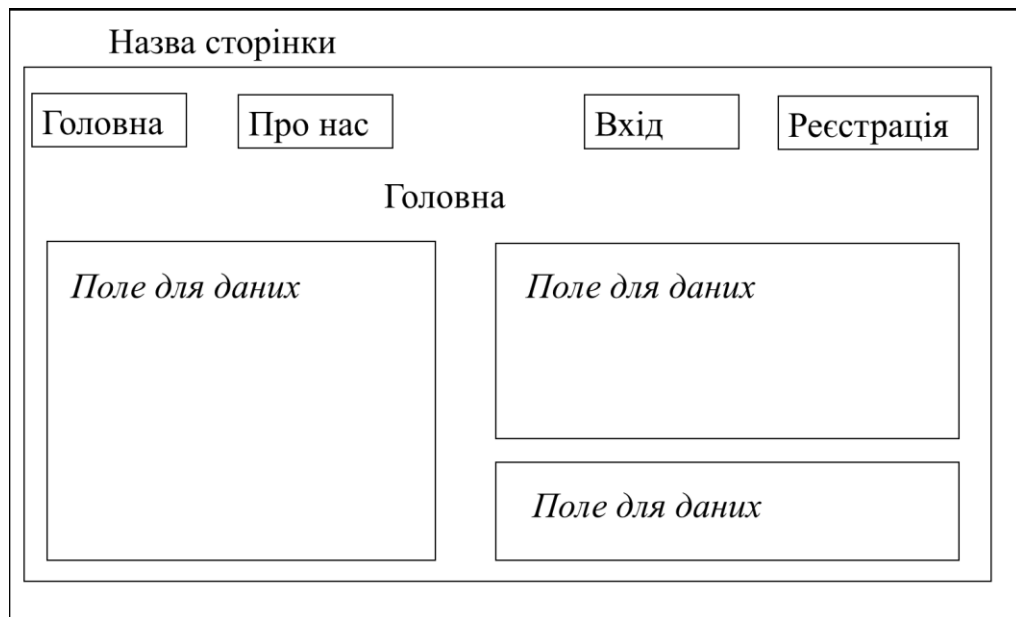 Назва сторінки
Головна
Про нас
Вхід
Реєстрація
Головна
Поле для даних
Поле для даних
Поле для даних